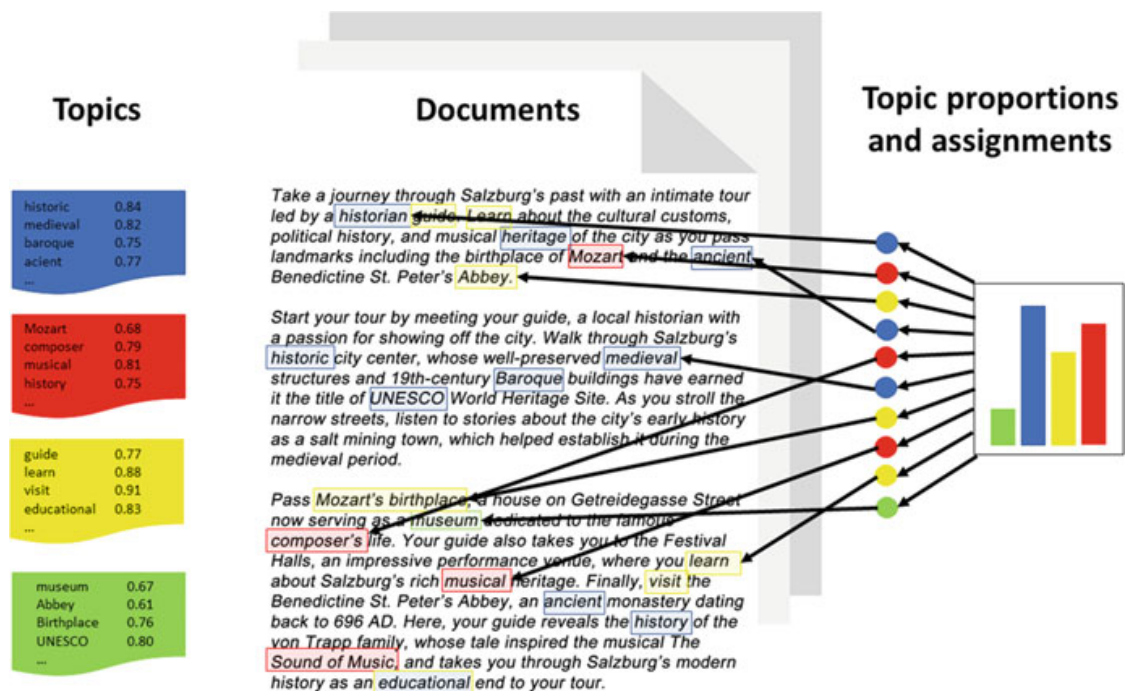 Topics
Documents
Topic proportions
and assignments
historic 0.84
medieval 0.82
baroque 0.75
acient 0.77
...
Mozart 0.68
composer 0.79
musical 0.81
history 0.75
...
guide 0.77
learn 0.88
visit 0.91
educational 0.83
...
museum 0.67
Abbey 0.61
Birthplace 0.76
UNESCO 0.80
...
Take a journey through Salzburg's past with an intimate tour
led by a historian guide. Learn about the cultural customs,
political history, and musical heritage of the city as you pass
landmarks including the birthplace of Mozart and the ancient
Benedictine St. Peter's Abbey.
Start your tour by meeting your guide, a local historian with
a passion for showing off the city. Walk through Salzburg's
historic city center, whose well-preserved medieval
structures and 19th-century Baroque buildings have earned
it the title of UNESCO World Heritage Site. As you stroll the
narrow streets, listen to stories about the city's early history
as a salt mining town, which helped establish it during the
medieval period.
Pass Mozart's birthplace, a house on Getreidegasse Street
now serving as a museum dedicated to the famous
composer's life. Your guide also takes you to the Festival
Halls, an impressive performance venue, where you learn
about Salzburg's rich musical heritage. Finally, visit the
Benedictine St. Peter's Abbey, an ancient monastery dating
back to 696 AD. Here, your guide reveals the history of the
von Trapp family, whose tale inspired the musical The
Sound of Music, and takes you through Salzburg's modern
history as an educational end to your tour.